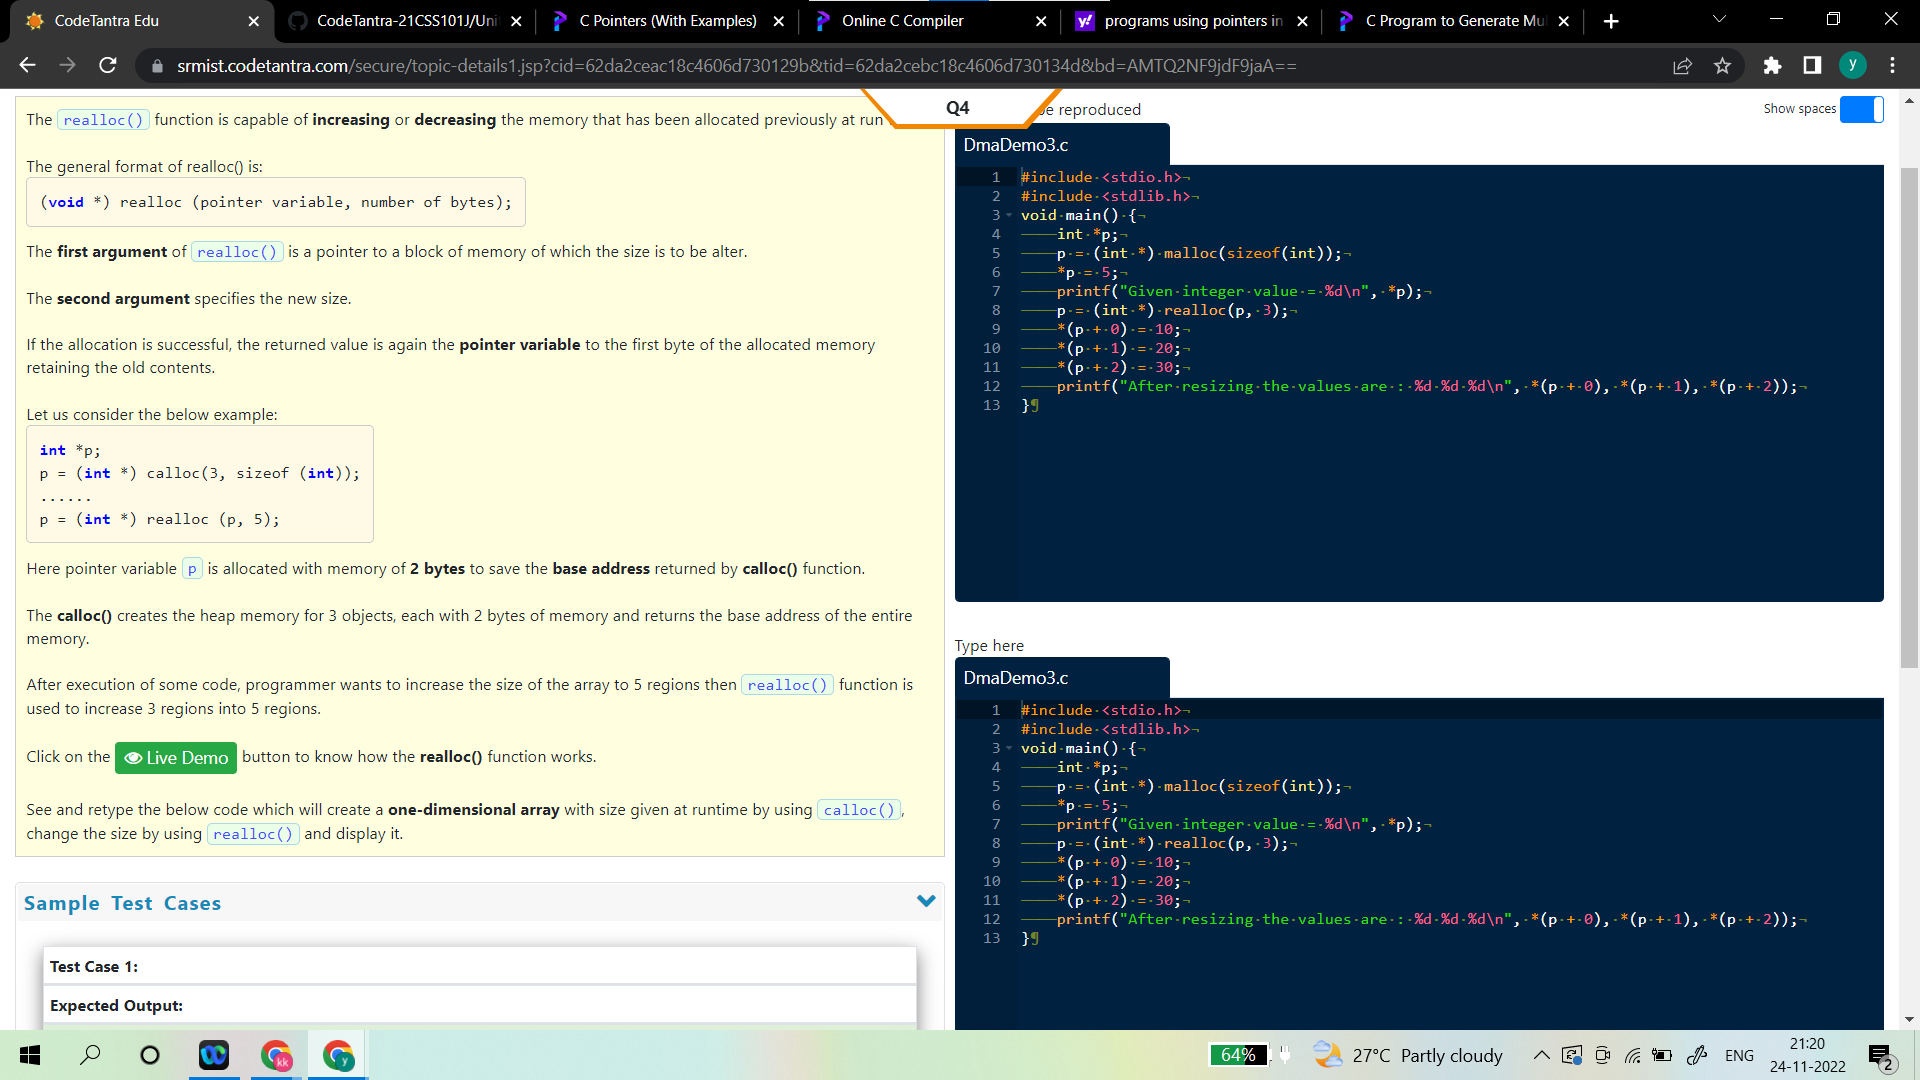 CodeTantra Edu
CodeTantra-21CSS101J/Uni
C Pointers (With Examples)
Online C Compiler
programs using pointers in
C Program to Generate Mul
srmist.codetantra.com/secure/topic-details1.jsp?cid=62da2ceac18c4606d730129b&tid=62da2cebc18c4606d730134d&bd=AMTQ2NF9jdF9jaA==
y
Q4
The realloc() function is capable of increasing or decreasing the memory that has been allocated previously at run
The general format of realloc() is:
(void *) realloc (pointer variable, number of bytes);
The first argument of realloc() is a pointer to a block of memory of which the size is to be alter.
The second argument specifies the new size.
If the allocation is successful, the returned value is again the pointer variable to the first byte of the allocated memory
retaining the old contents.
Let us consider the below example:
int *p;
p = (int *) calloc(3, sizeof (int));
......
p = (int *) realloc (p, 5);
Here pointer variable p is allocated with memory of 2 bytes to save the base address returned by calloc() function.
The calloc() creates the heap memory for 3 objects, each with 2 bytes of memory and returns the base address of the entire
memory.
After execution of some code, programmer wants to increase the size of the array to 5 regions then realloc() function is
used to increase 3 regions into 5 regions.
Click on the Live Demo button to know how the realloc() function works.
See and retype the below code which will create a one-dimensional array with size given at runtime by using calloc(),
change the size by using realloc() and display it.
Sample Test Cases
Test Case 1:
Expected Output:
be reproduced
Show spaces
DmaDemo3.c
1 #include·<stdio.h>¬
2 #include·<stdlib.h>¬
3 void·main()·{¬
4 ————int·*p;¬
5 ————p·=·(int·*)·malloc(sizeof(int));¬
6 ————*p·=·5;¬
7 ————printf("Given·integer·value·=·%d\n",·*p);¬
8 ————p·=·(int·*)·realloc(p,·3);¬
9 ————*(p·+·0)·=·10;¬
10 ————*(p·+·1)·=·20;¬
11 ————*(p·+·2)·=·30;¬
12 ————printf("After·resizing·the·values·are·:·%d·%d·%d\n",·*(p·+·0),·*(p·+·1),·*(p·+·2));¬
13 }¶
Type here
DmaDemo3.c
1 #include·<stdio.h>¬
2 #include·<stdlib.h>¬
3 void·main()·{¬
4 ————int·*p;¬
5 ————p·=·(int·*)·malloc(sizeof(int));¬
6 ————*p·=·5;¬
7 ————printf("Given·integer·value·=·%d\n",·*p);¬
8 ————p·=·(int·*)·realloc(p,·3);¬
9 ————*(p·+·0)·=·10;¬
10 ————*(p·+·1)·=·20;¬
11 ————*(p·+·2)·=·30;¬
12 ————printf("After·resizing·the·values·are·:·%d·%d·%d\n",·*(p·+·0),·*(p·+·1),·*(p·+·2));¬
13 }¶
kk
y
64%
27°C Partly cloudy
ENG
21:20
24-11-2022
2